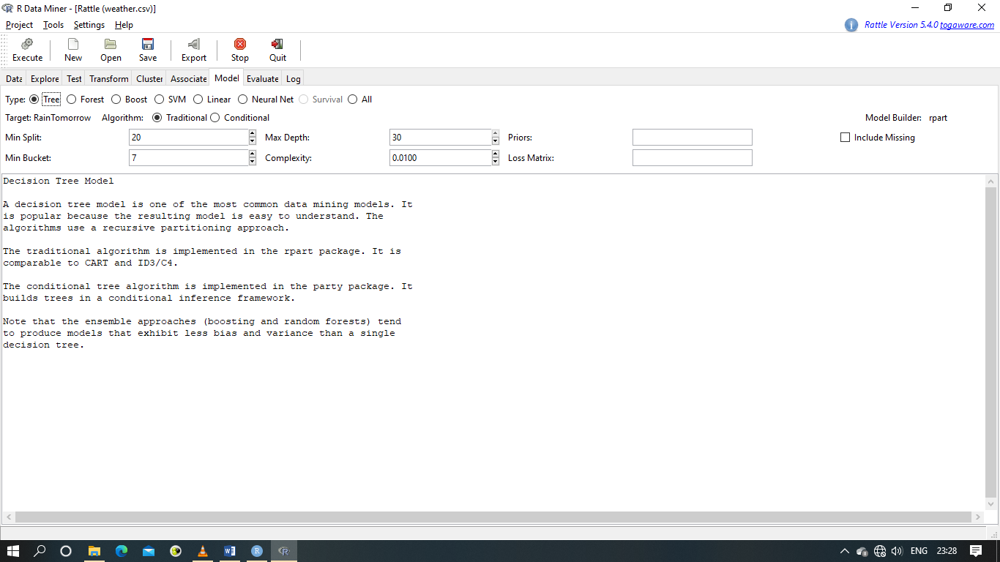 R Data Miner - [Rattle (weather.csv)]
Project Tools Settings Help
Rattle Version 5.4.0 togaware.com
Execute New Open Save Export Stop Quit
Data Explore Test Transform Cluster Associate Model Evaluate Log
Type: Tree Forest Boost SVM Linear Neural Net Survival All
Target: RainTomorrow Algorithm: Traditional Conditional Model Builder: rpart
Min Split: 20 Max Depth: 30 Priors: Include Missing
Min Bucket: 7 Complexity: 0.0100 Loss Matrix:
Decision Tree Model
A decision tree model is one of the most common data mining models. It
is popular because the resulting model is easy to understand. The
algorithms use a recursive partitioning approach.
The traditional algorithm is implemented in the rpart package. It is
comparable to CART and ID3/C4.
The conditional tree algorithm is implemented in the party package. It
builds trees in a conditional inference framework.
Note that the ensemble approaches (boosting and random forests) tend
to produce models that exhibit less bias and variance than a single
decision tree.
ENG 23:28